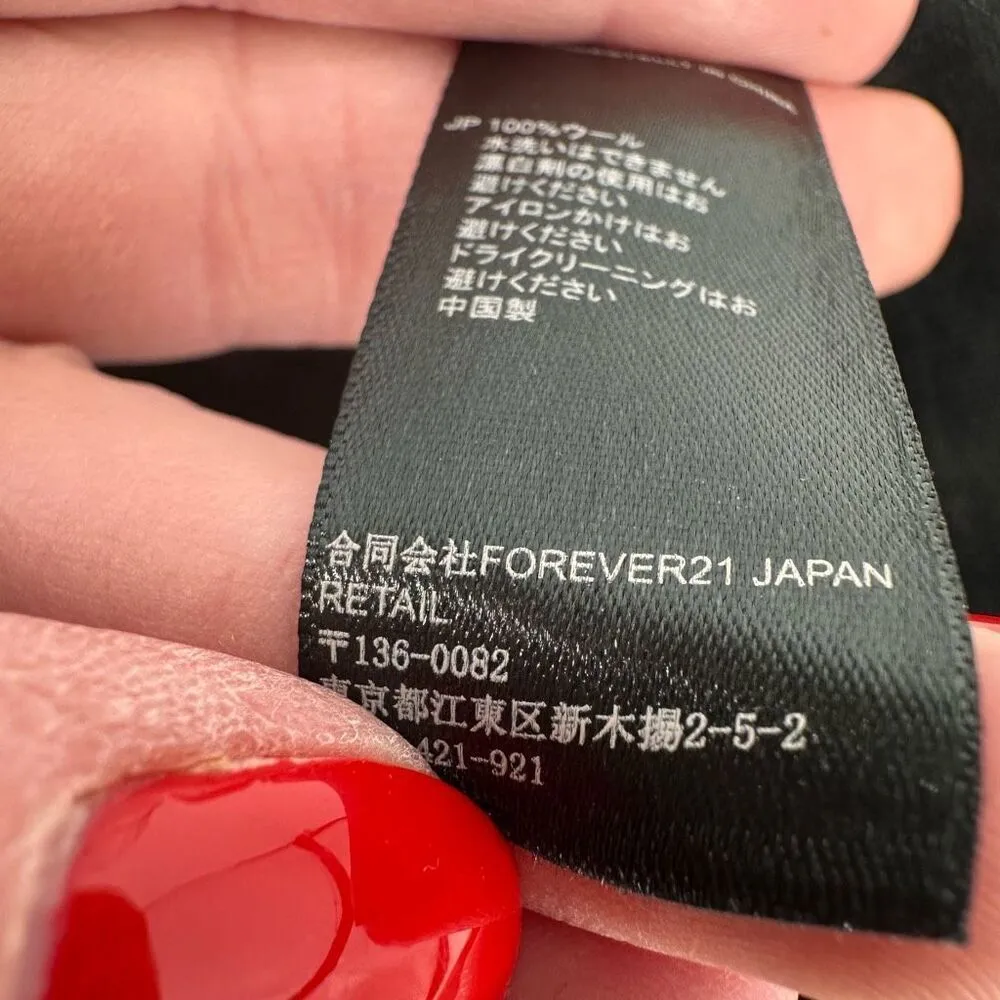 JP 100%ウール
水洗いはできません
漂白剤の使用はお
避けください
アイロンかけはお
避けください
ドライクリーニングはお
避けください
中国製
合同会社FOREVER21 JAPAN
RETAIL
〒136-0082
東京都江東区新木場2-5-2
421-921